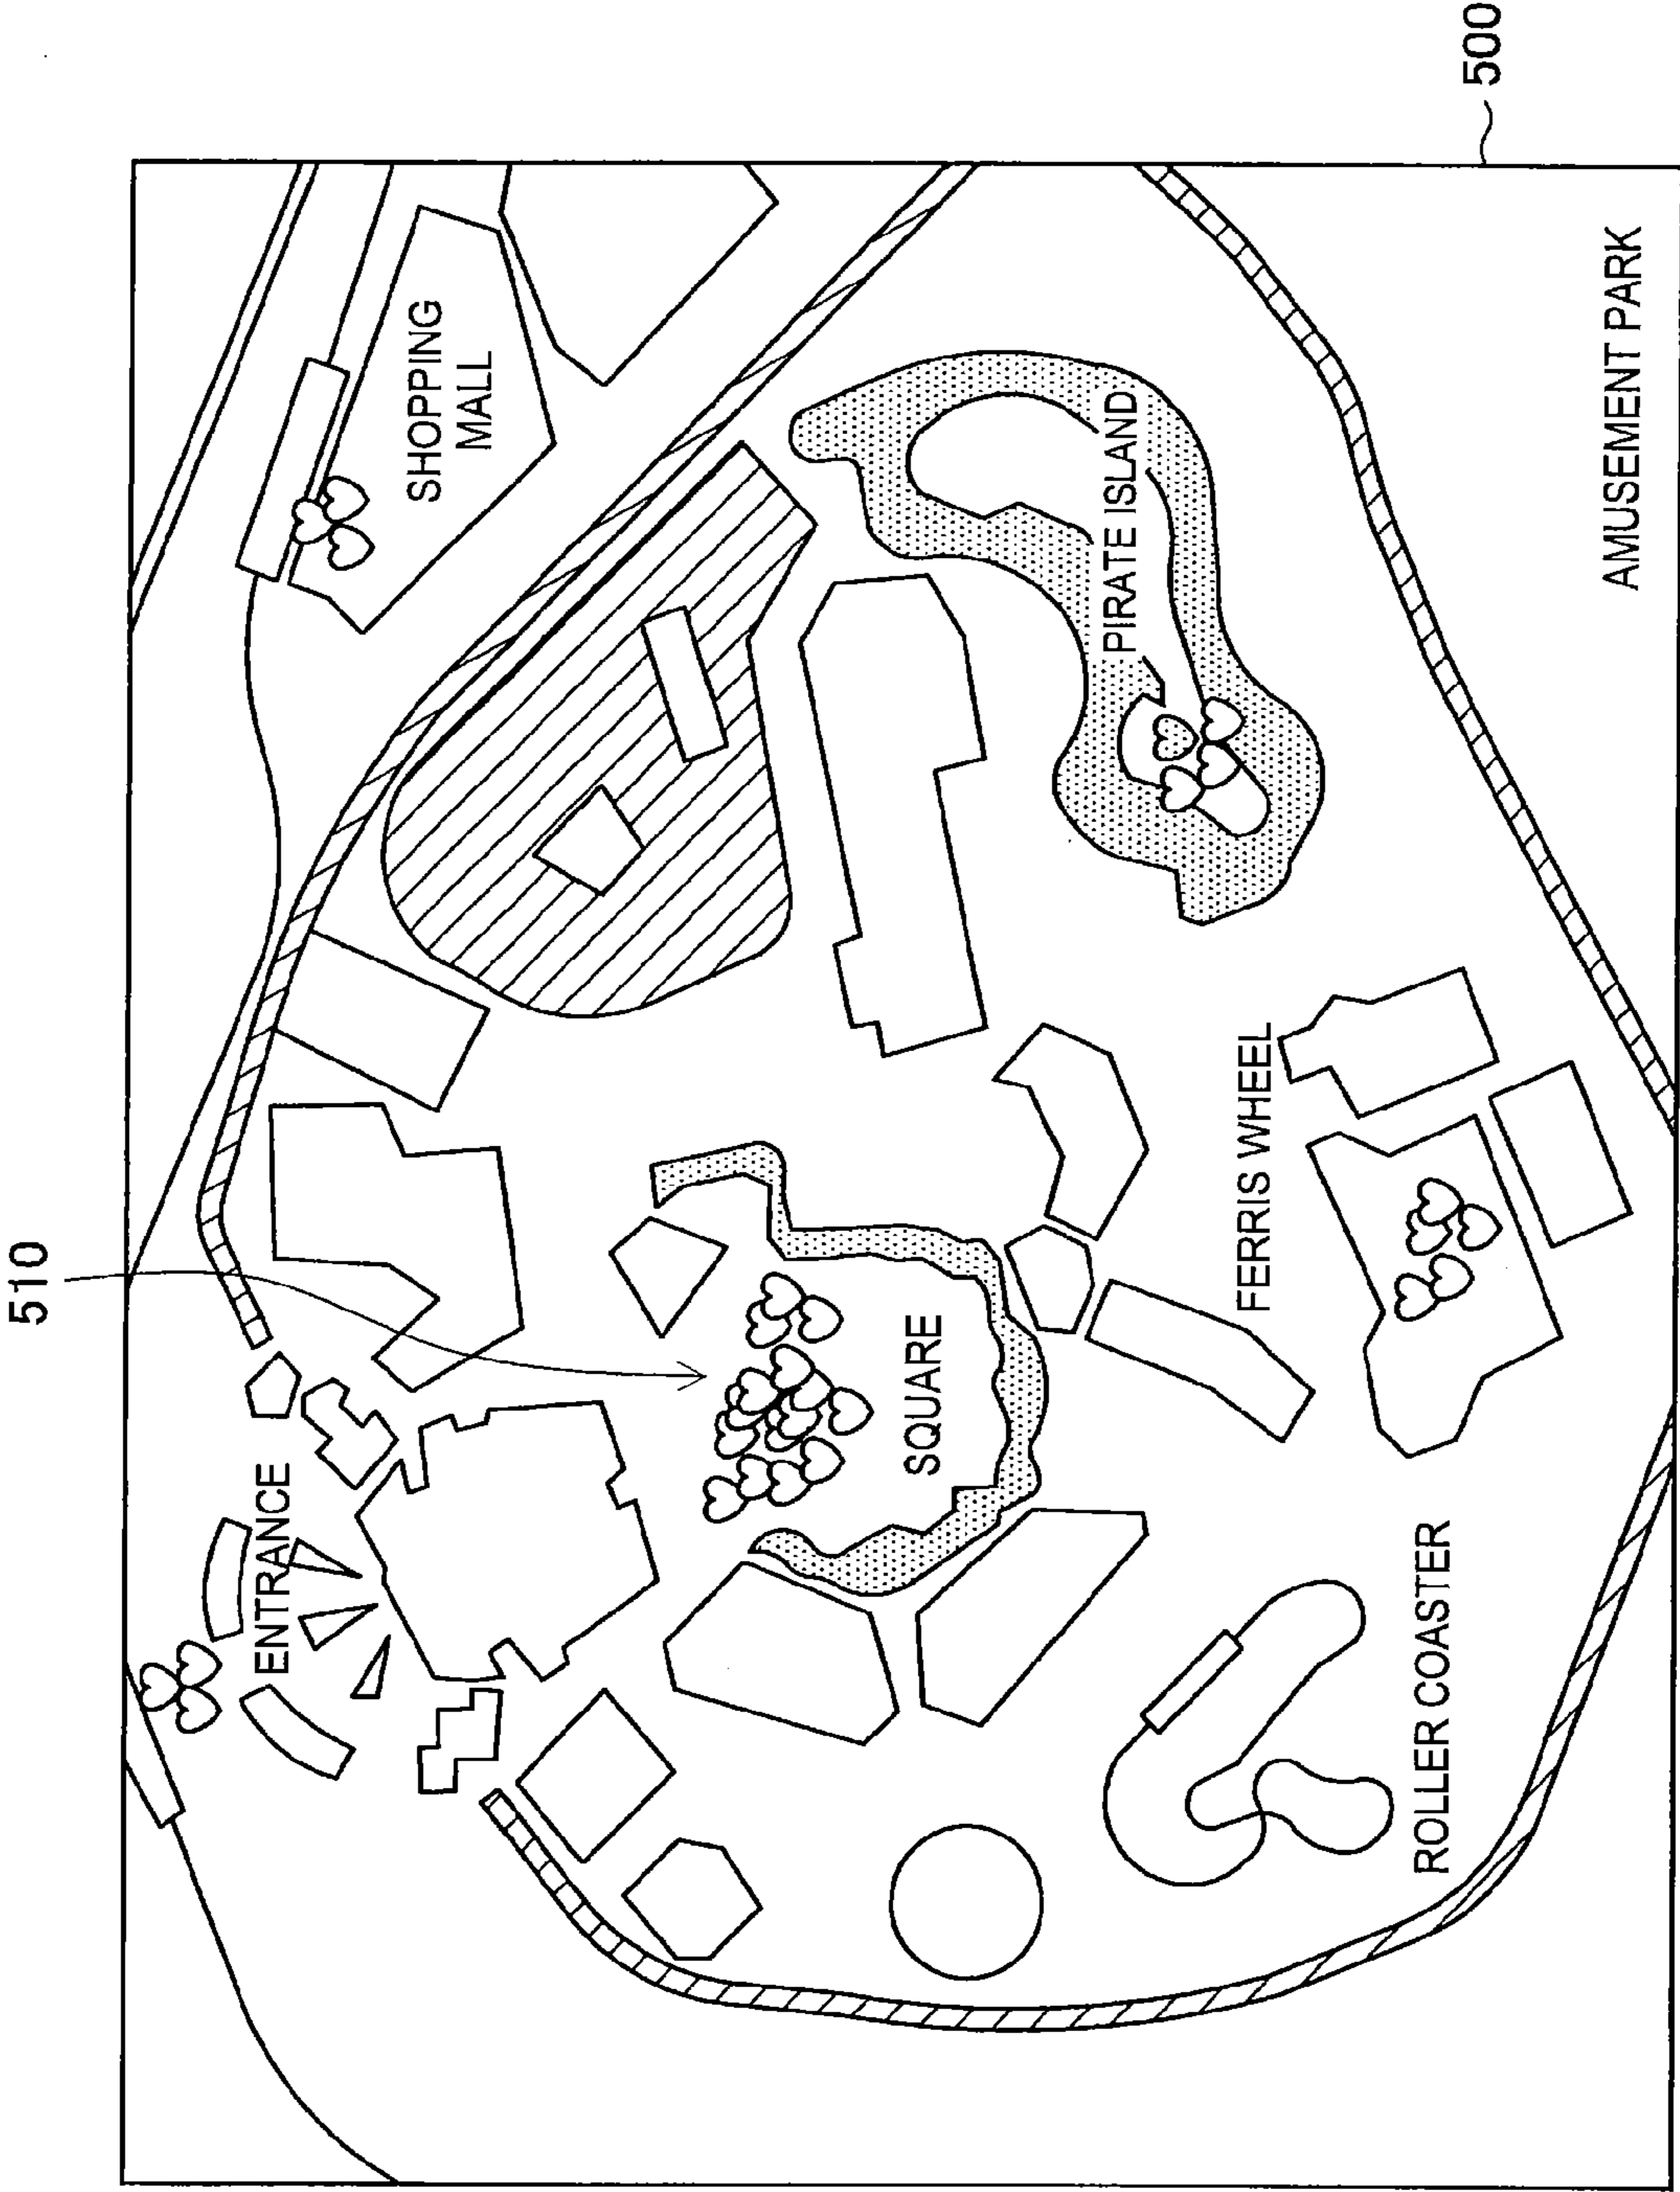 510
ENTRANCE
SHOPPING
MALL
SQUARE
PIRATE ISLAND
FERRIS WHEEL
ROLLER COASTER
AMUSEMENT PARK
500